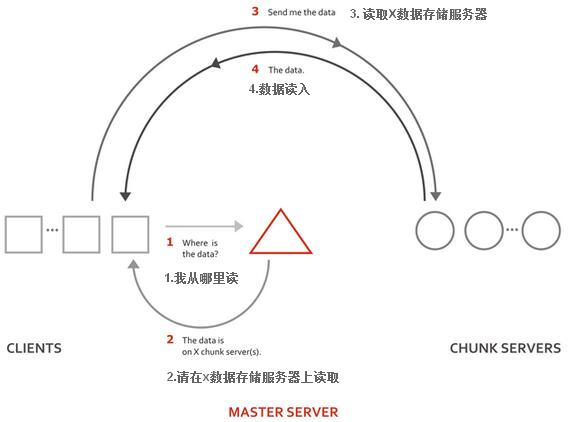 3 Send me the data
3. 读取X数据存储服务器
4 The data.
4.数据读入
1 Where is
the data?
1.我从哪里读
2 The data is
on X chunk server(s).
2.请在x数据存储服务器上读取
CLIENTS
CHUNK SERVERS
MASTER SERVER